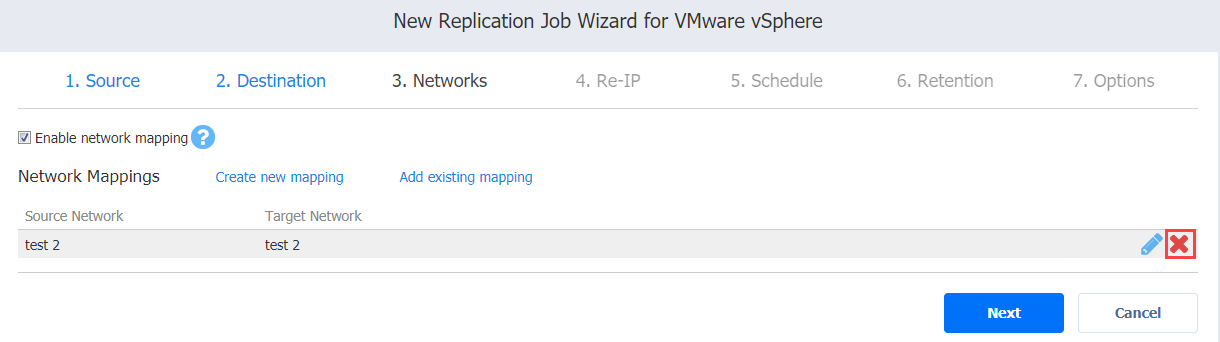 New Replication Job Wizard for VMware vSphere
1. Source 2. Destination 3. Networks 4. Re-IP 5. Schedule 6. Retention 7. Options
Enable network mapping ?
Network Mappings Create new mapping Add existing mapping
Source Network Target Network
test 2 test 2
Next Cancel